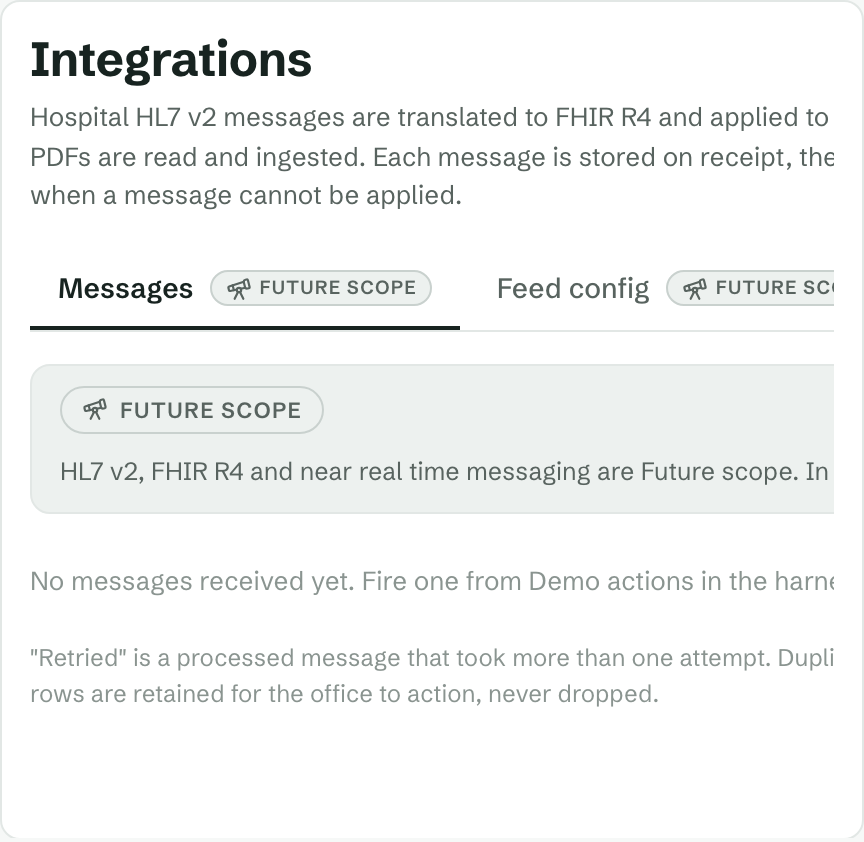 Integrations
Hospital HL7 v2 messages are translated to FHIR R4 and applied to
PDFs are read and ingested. Each message is stored on receipt, the
when a message cannot be applied.
Messages FUTURE SCOPE Feed config FUTURE
FUTURE SCOPE
HL7 v2, FHIR R4 and near real time messaging are Future scope. In
No messages received yet. Fire one from Demo actions in the
"Retried" is a processed message that took more than one attempt.
rows are retained for the office to action, never dropped.